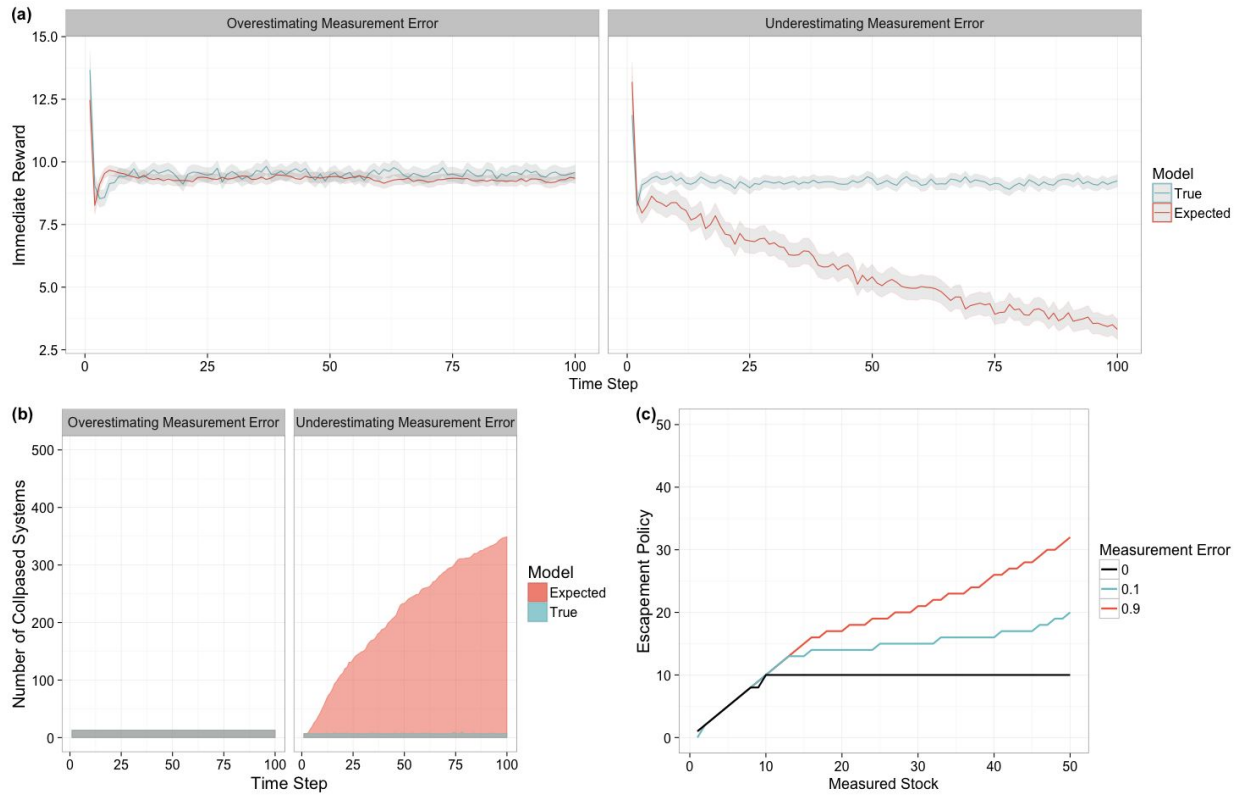 (a)
Overestimating Measurement Error
Underestimating Measurement Error
Immediate Reward
15.0
12.5
10.0
7.5
5.0
2.5
0 25 50 75 100
0 25 50 75 100
Time Step
Model
True
Expected
(b)
Overestimating Measurement Error
Underestimating Measurement Error
Number of Collpased Systems
500
400
300
200
100
0
0 25 50 75 100
0 25 50 75 100
Time Step
Model
Expected
True
(c)
Escapement Policy
50
40
30
20
10
0
0 10 20 30 40 50
Measured Stock
Measurement Error
0
0.1
0.9